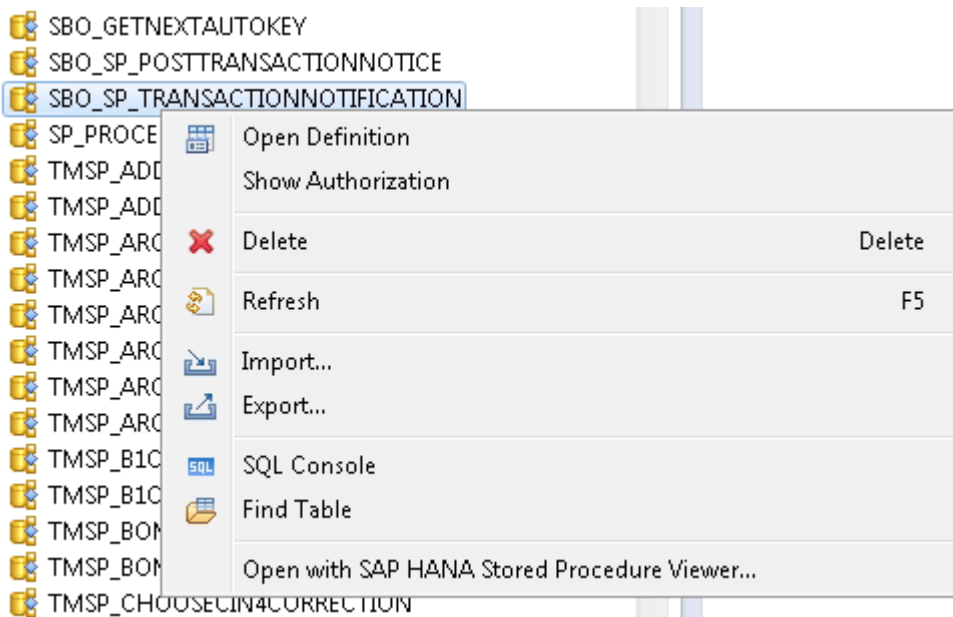 SBO_GETNEXTAUTOKEY
SBO_SP_POSTTRANSACTIONNOTICE
SBO_SP_TRANSACTIONNOTIFICATION
SP_PROCE
TMSP_ADD
TMSP_ADD
TMSP_ARC
TMSP_ARC
TMSP_ARC
TMSP_ARC
TMSP_ARC
TMSP_ARC
TMSP_B1C
TMSP_B1C
TMSP_BON
TMSP_BON
TMSP_CHOOSECIN4CORRECTION
Open Definition
Show Authorization
Delete Delete
Refresh F5
Import...
Export...
SQL SQL Console
Find Table
Open with SAP HANA Stored Procedure Viewer...